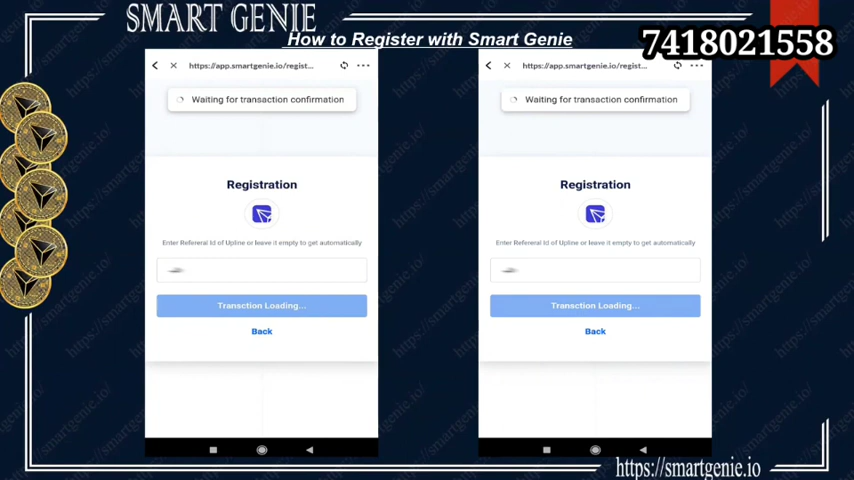 SMART GENIE
How to Register with Smart Genie
7418021558
https://app.smartgenie.io/regist...
Waiting for transaction confirmation
Registration
Enter Refereral Id of Upline or leave it empty to get automatically
Transction Loading...
Back
https://app.smartgenie.io/regist...
Waiting for transaction confirmation
Registration
Enter Refereral Id of Upline or leave it empty to get automatically
Transction Loading...
Back
https://smartgenie.io